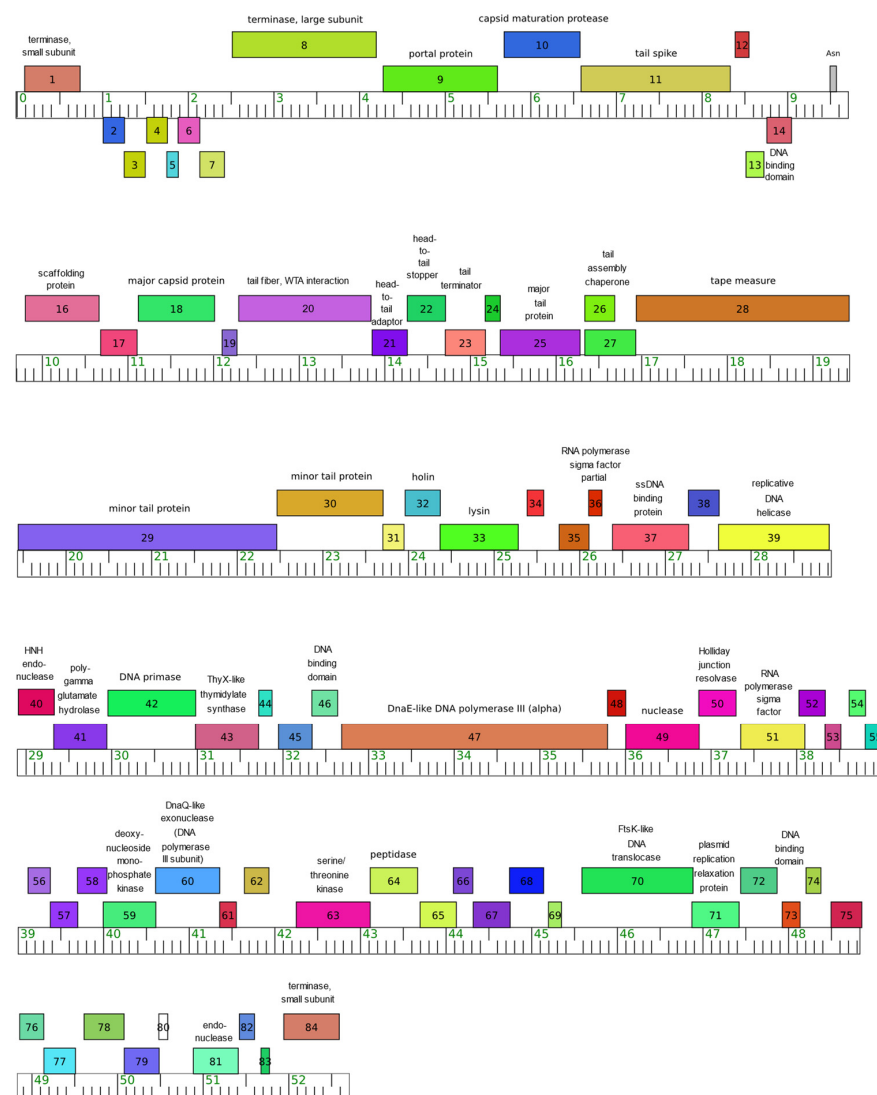 terminase, large subunit
capsid maturation protease
terminase,
small subunit
8
10
12
portal protein
tail spike
Asn
1
9
11
0 1 2 3 4 5 6 7 8 9
2 4 6 14
3 5 7 13
DNA
binding
domain
head-
to-
tail
stopper
tail
assembly
chaperone
scaffolding
protein
major capsid protein
tail fiber, WTA interaction
head-
to-
tail
adaptor
tail
terminator
major
tail
protein
tape measure
16 18 20 22 24 26 28
17 19 21 23 25 27
10 11 12 13 14 15 16 17 18 19
RNA polymerase
sigma factor
partial
minor tail protein
holin
ssDNA
binding
protein
replicative
DNA
helicase
30 32 34 36 38
minor tail protein
lysin
29 31 33 35 37 39
20 21 22 23 24 25 26 27 28
HNH
endo-
nuclease
poly-
gamma
glutamate
hydrolase
DNA primase
ThyX-like
thymidylate
synthase
DNA
binding
domain
DnaE-like DNA polymerase III (alpha)
nuclease
Holliday
junction
resolvase
RNA
polymerase
sigma
factor
40 42 44 46 48 50 52 54
41 43 45 47 49 51 53
29 30 31 32 33 34 35 36 37 38
DnaQ-like
exonuclease
(DNA
polymerase
III subunit)
deoxy-
nucleoside
mono-
phosphate
kinase
serine/
threonine
kinase
peptidase
FtsK-like
DNA
translocase
plasmid
replication
relaxation
protein
DNA
binding
domain
56 58 60 62 64 66 68 70 72 74
57 59 61 63 65 67 69 71 73 75
39 40 41 42 43 44 45 46 47 48
terminase,
small subunit
76 78 80 82 84
endo-
nuclease
77 79 81 83
49 50 51 52